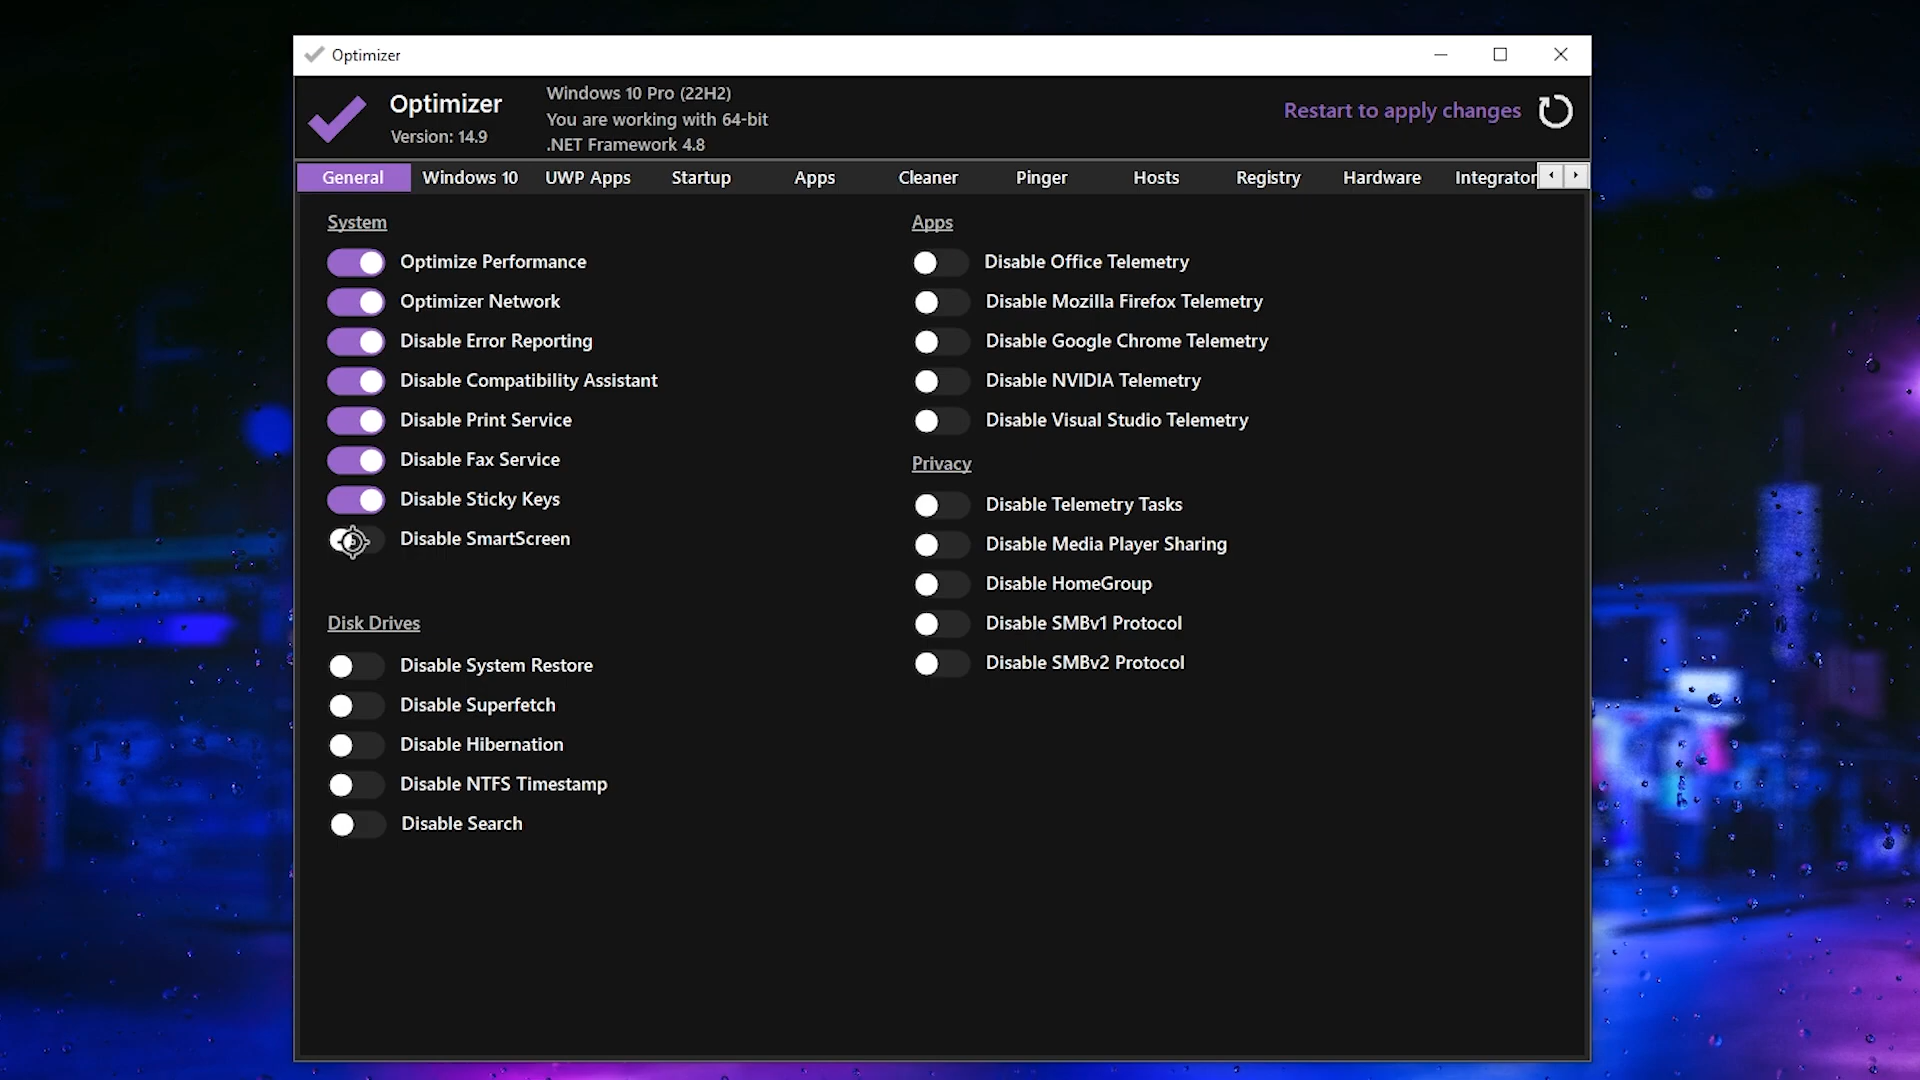 Optimizer
Optimizer
Version: 14.9
Windows 10 Pro (22H2)
You are working with 64-bit
.NET Framework 4.8
Restart to apply changes
General
Windows 10
UWP Apps
Startup
Apps
Cleaner
Pinger
Hosts
Registry
Hardware
Integrator
System
Optimize Performance
Optimizer Network
Disable Error Reporting
Disable Compatibility Assistant
Disable Print Service
Disable Fax Service
Disable Sticky Keys
Disable SmartScreen
Disk Drives
Disable System Restore
Disable Superfetch
Disable Hibernation
Disable NTFS Timestamp
Disable Search
Apps
Disable Office Telemetry
Disable Mozilla Firefox Telemetry
Disable Google Chrome Telemetry
Disable NVIDIA Telemetry
Disable Visual Studio Telemetry
Privacy
Disable Telemetry Tasks
Disable Media Player Sharing
Disable HomeGroup
Disable SMBv1 Protocol
Disable SMBv2 Protocol